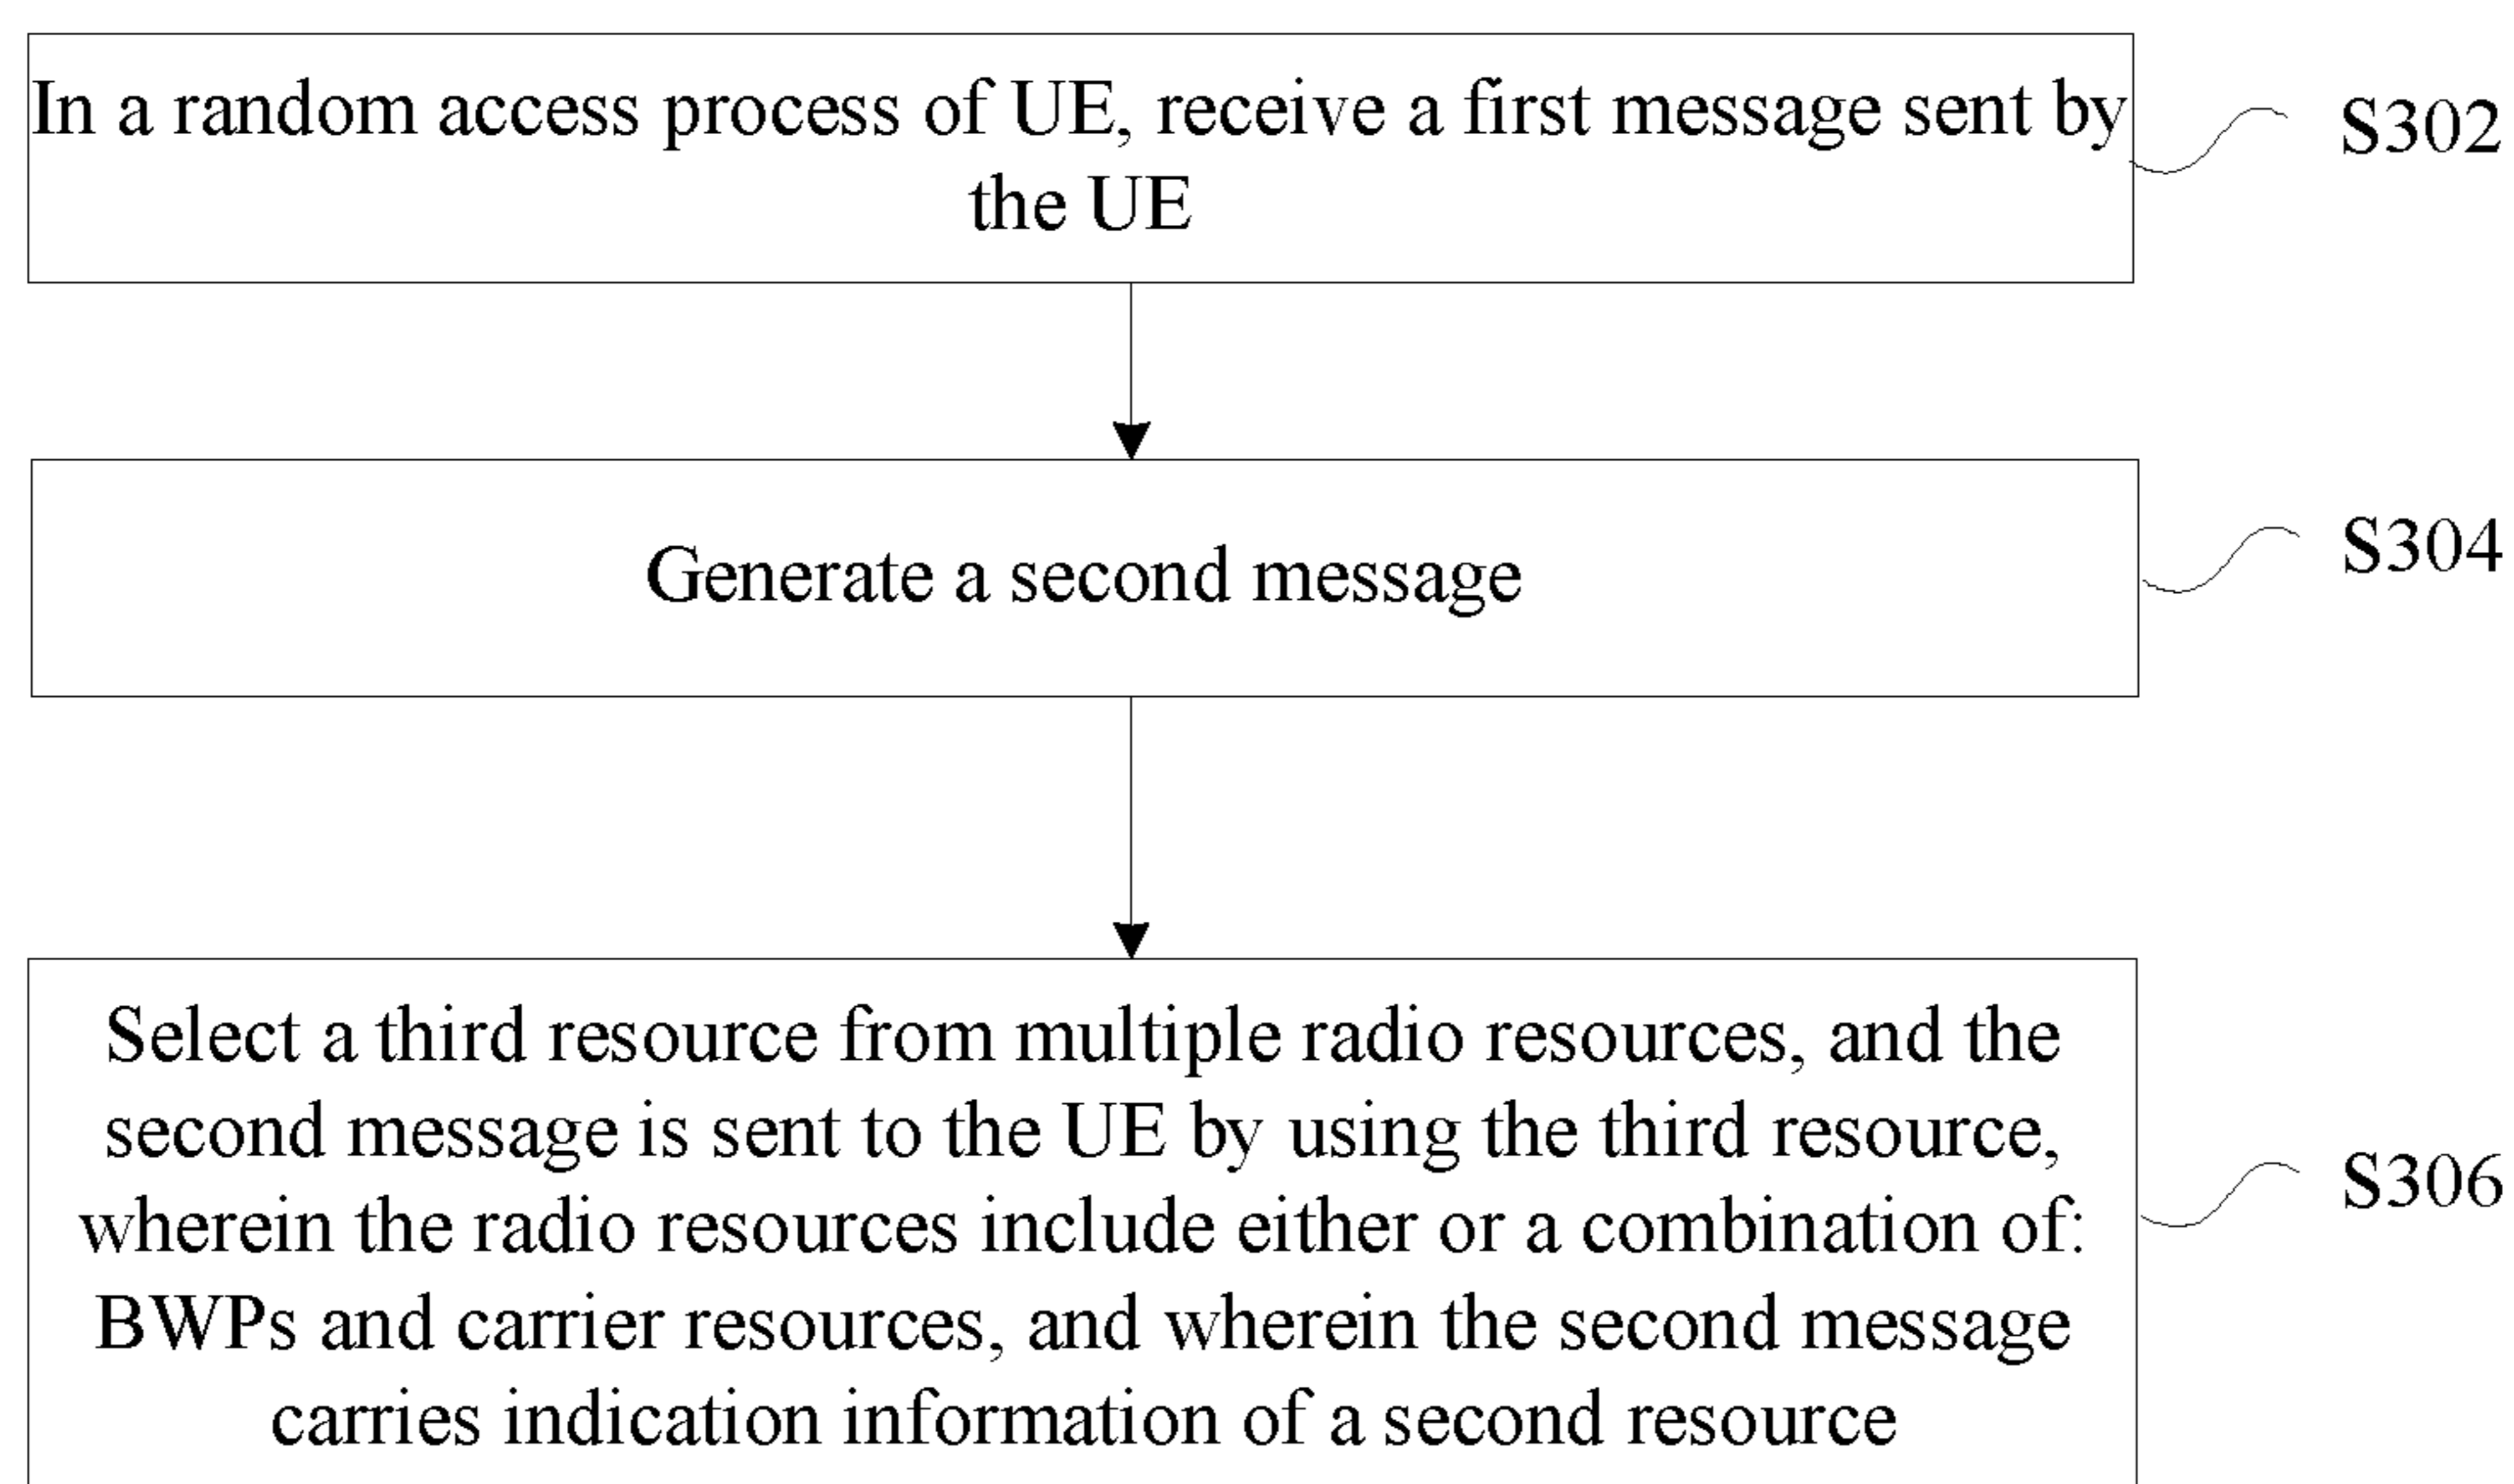 In a random access process of UE, receive a first message sent by
the UE
S302
Generate a second message
S304
Select a third resource from multiple radio resources, and the
second message is sent to the UE by using the third resource,
wherein the radio resources include either or a combination of:
BWPs and carrier resources, and wherein the second message
carries indication information of a second resource
S306